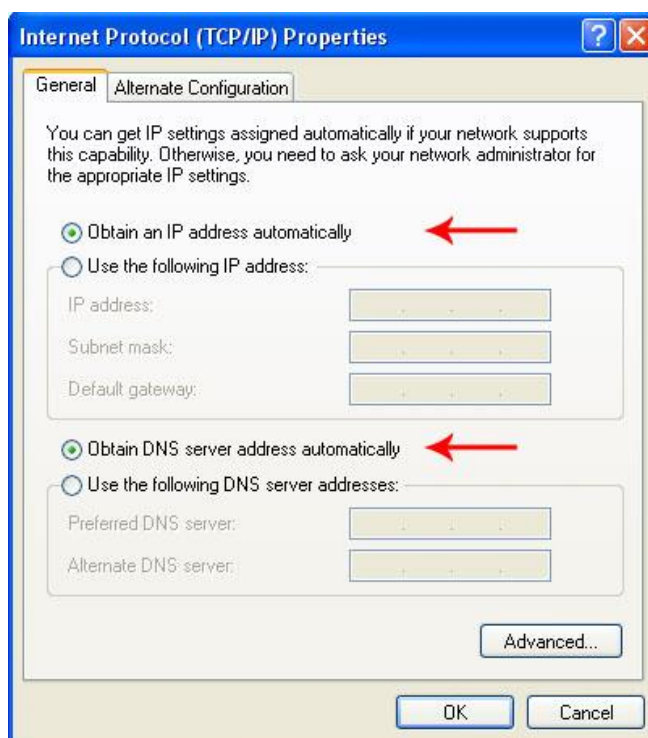 Internet Protocol (TCP/IP) Properties
General
Alternate Configuration
You can get IP settings assigned automatically if your network supports
this capability. Otherwise, you need to ask your network administrator for
the appropriate IP settings.
Obtain an IP address automatically
Use the following IP address:
IP address:
Subnet mask:
Default gateway:
Obtain DNS server address automatically
Use the following DNS server addresses:
Preferred DNS server:
Alternate DNS server:
Advanced...
OK
Cancel